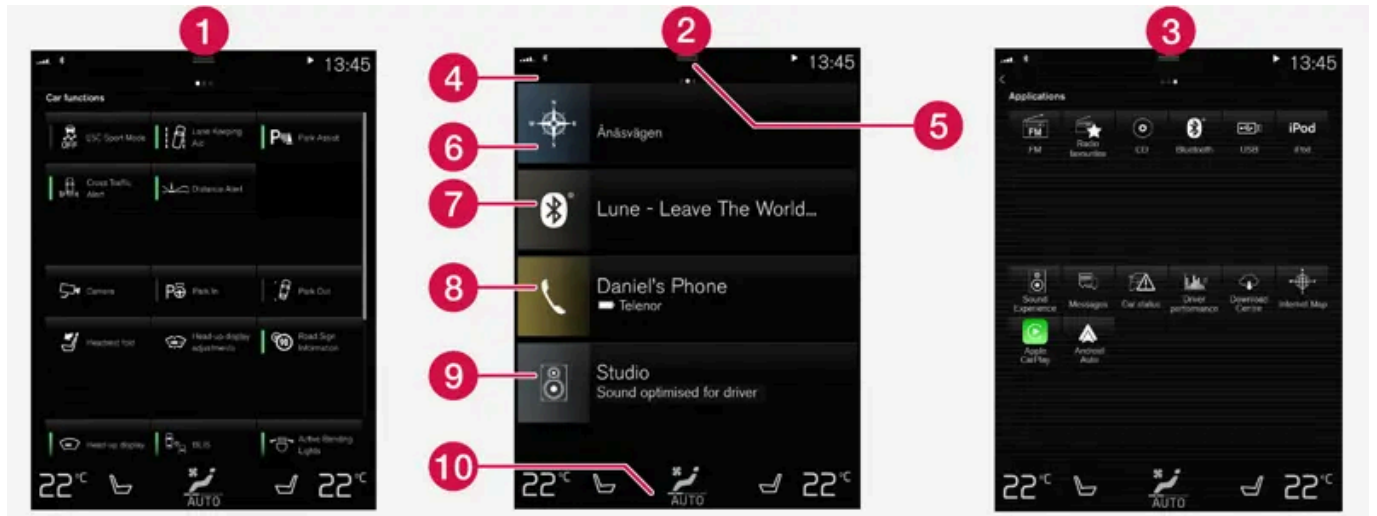 1
2
3
13:45
Car functions
OFF
ESC Sport Mode
Lane Keeping
Aid
Park Assist
Cross Traffic
Alert
Distance Alert
Camera
Park In
Park Out
Headrest fold
Head-up display
adjustments
Road Sign
Information
Head-up display
BLIS
Active Bending
Lights
22°C
AUTO
22°C
4
5
6
7
8
9
10
13:45
Ånäsvägen
Lune - Leave The World...
Daniel's Phone
Telenor
Studio
Sound optimised for driver
22°C
AUTO
22°C
13:45
Applications
FM
FM
Radio
favourites
CD
Bluetooth
USB
iPod
iPod
Sound
Experience
Messages
Car status
Driver
performance
Download
Centre
Internet Map
Apple
CarPlay
Android
Auto
22°C
AUTO
22°C